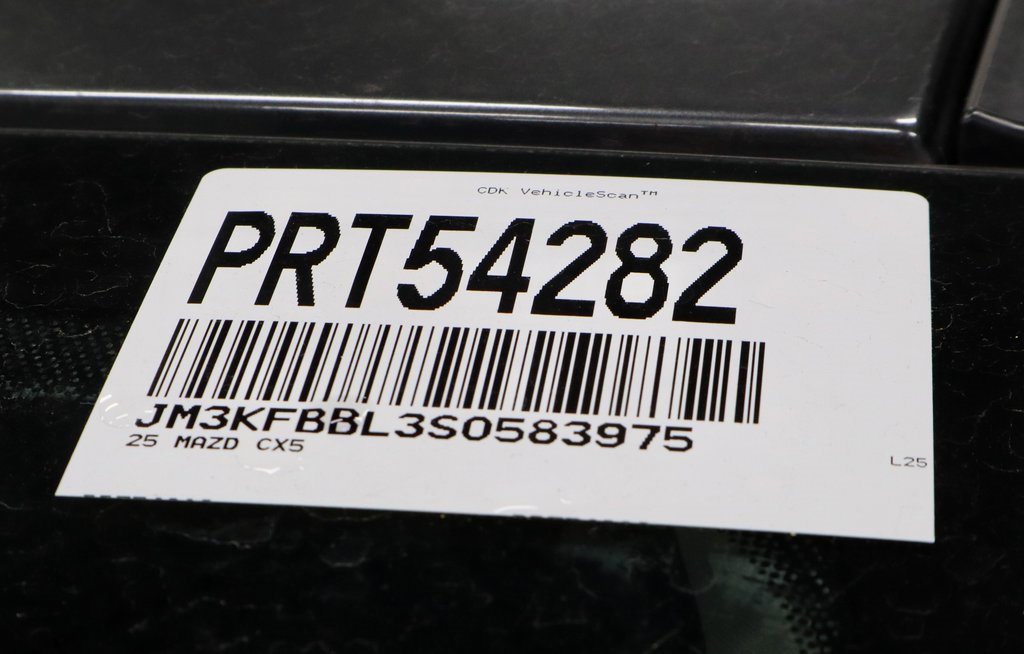 CDK VehicleScan™
PRT54282
JM3KFBBL3S0583975
25 MAZD CX5
L25